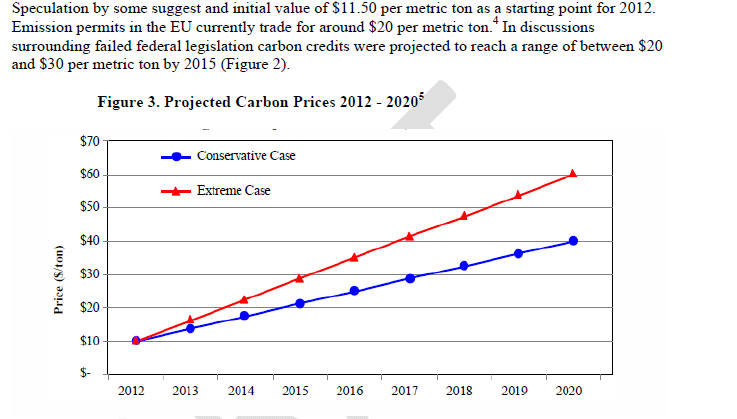 Speculation by some suggest and initial value of $11.50 per metric ton as a starting point for 2012.
Emission permits in the EU currently trade for around $20 per metric ton.4 In discussions
surrounding failed federal legislation carbon credits were projected to reach a range of between $20
and $30 per metric ton by 2015 (Figure 2).
Figure 3. Projected Carbon Prices 2012 - 20205
$70
Conservative Case
$60
Extreme Case
$50
$40
$30
$20
$10
$-
Price ($/ton)
2012 2013 2014 2015 2016 2017 2018 2019 2020